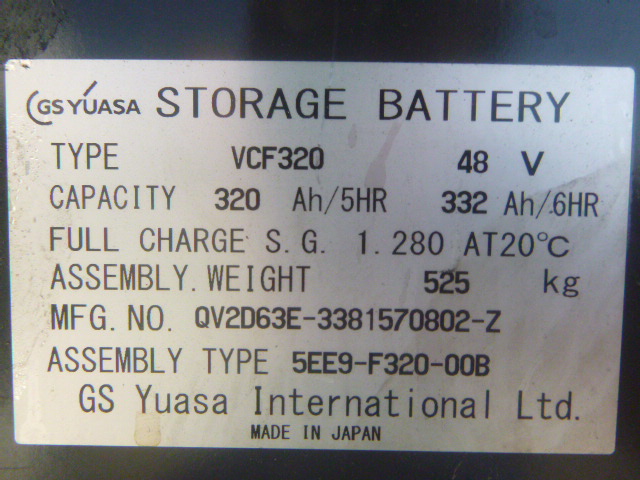 GS YUASA STORAGE BATTERY
TYPE VCF320 48 V
CAPACITY 320 Ah/5HR 332 Ah/6HR
FULL CHARGE S.G. 1.280 AT20℃
ASSEMBLY.WEIGHT 525 kg
MFG.NO. QV2D63E-3381570802-Z
ASSEMBLY TYPE 5EE9-F320-00B
GS Yuasa International Ltd.
MADE IN JAPAN